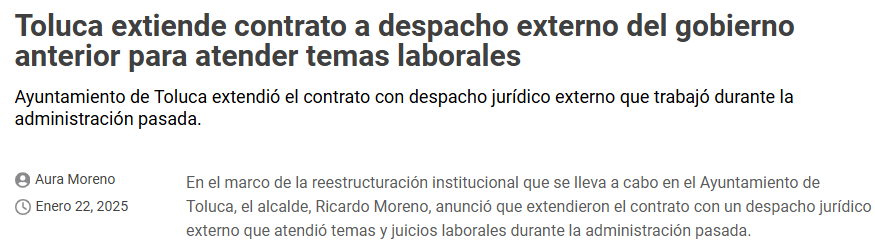 Toluca extiende contrato a despacho externo del gobierno
anterior para atender temas laborales
Ayuntamiento de Toluca extendió el contrato con despacho jurídico externo que trabajó durante la
administración pasada.
Aura Moreno
Enero 22, 2025
En el marco de la reestructuración institucional que se lleva a cabo en el Ayuntamiento de
Toluca, el alcalde, Ricardo Moreno, anunció que extendieron el contrato con un despacho jurídico
externo que atendió temas y juicios laborales durante la administración pasada.